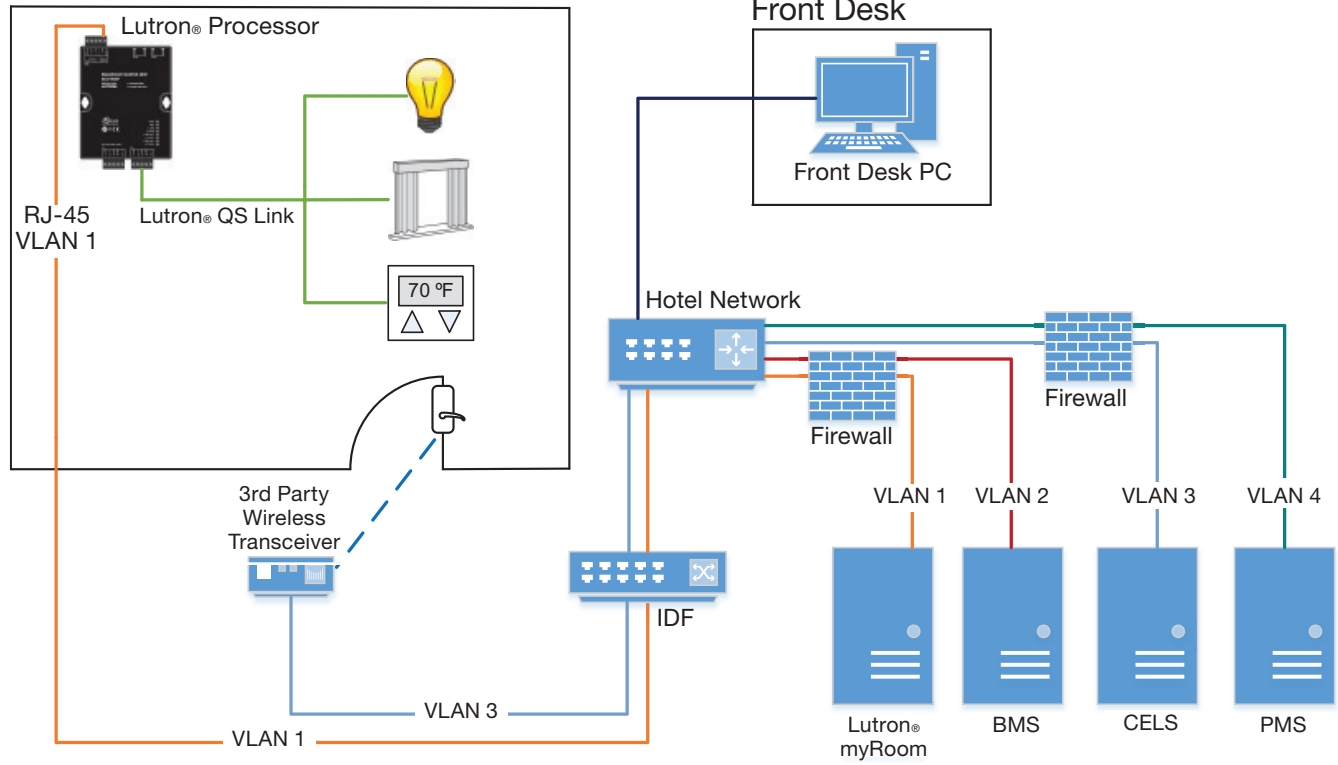 Lutron® Processor
RJ-45
VLAN 1
Lutron® QS Link
70 ºF
Front Desk
Front Desk PC
Hotel Network
Firewall
Firewall
3rd Party
Wireless
Transceiver
IDF
VLAN 3
VLAN 1
VLAN 1
VLAN 2
VLAN 3
VLAN 4
Lutron®
myRoom
BMS
CELS
PMS